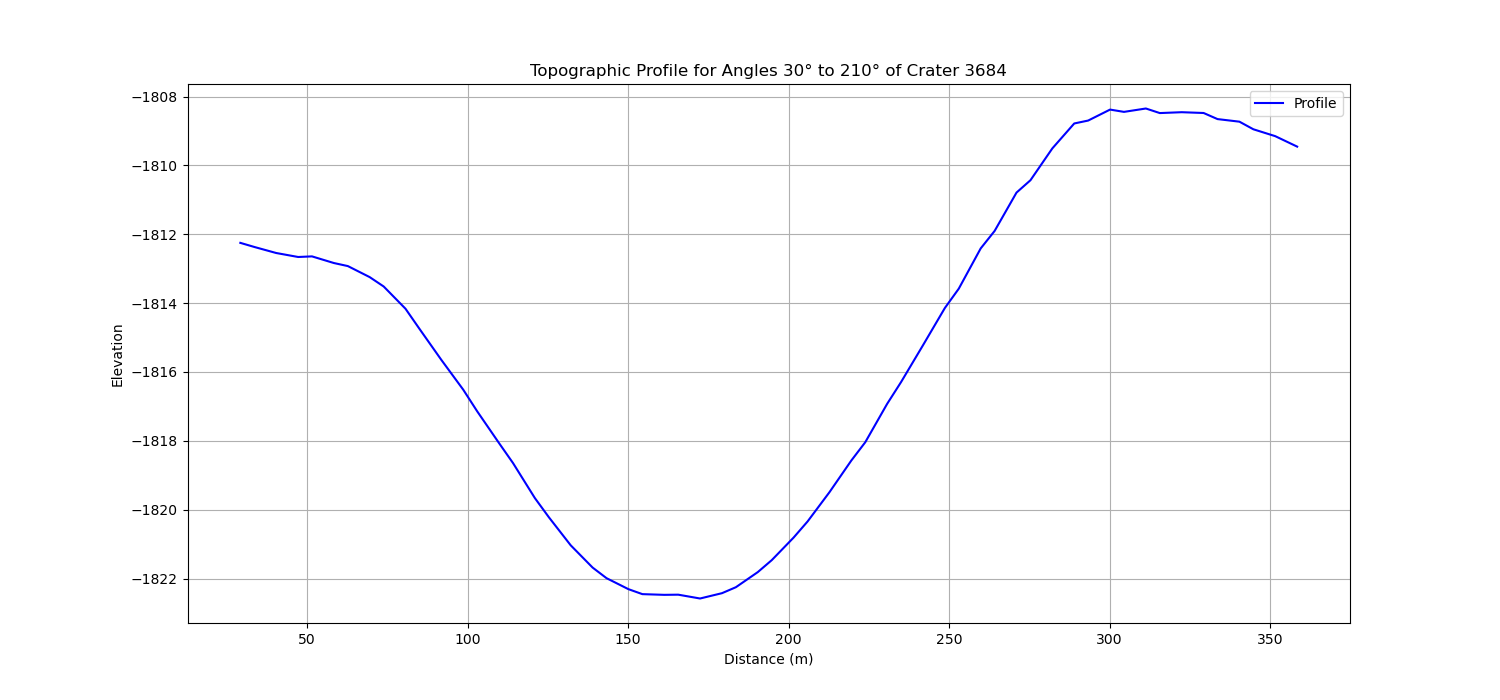 Topographic Profile for Angles 30° to 210° of Crater 3684
Profile
Elevation
−1808
−1810
−1812
−1814
−1816
−1818
−1820
−1822
50 100 150 200 250 300 350
Distance (m)